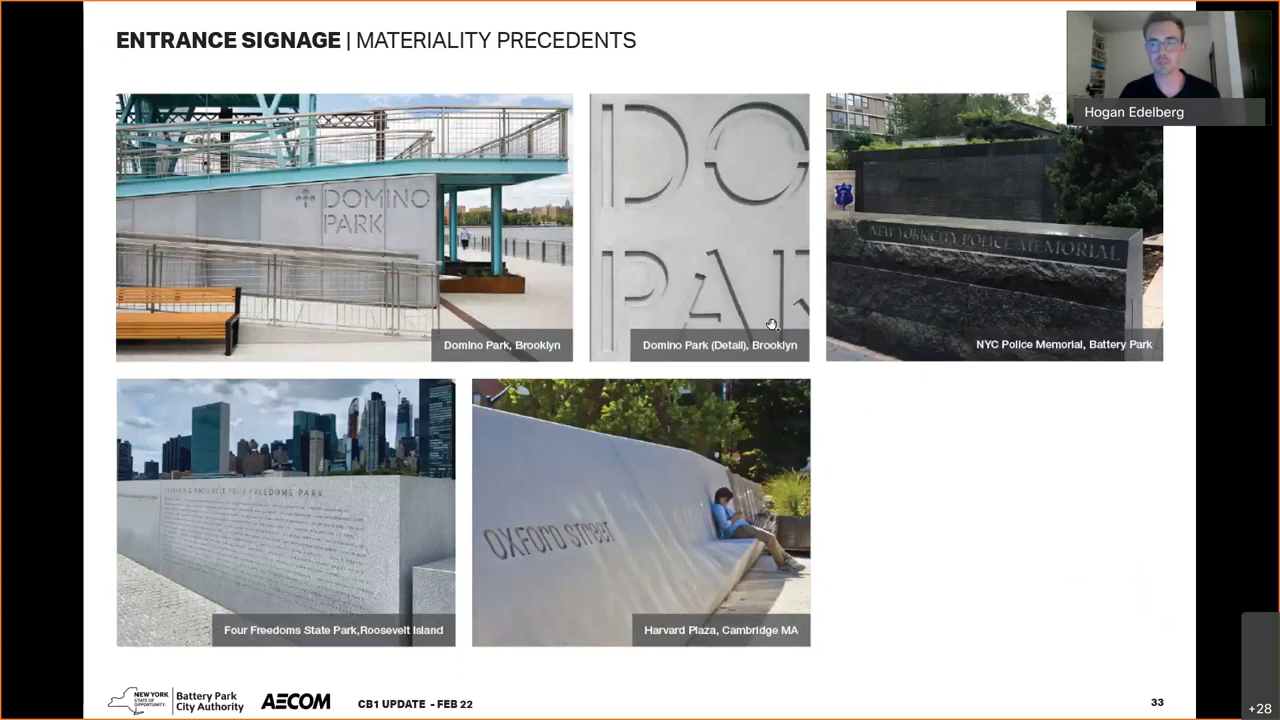 ENTRANCE SIGNAGE | MATERIALITY PRECEDENTS
Hogan Edelberg
DOMINO
PARK
Domino Park, Brooklyn
DO
PA
Domino Park (Detail), Brooklyn
NEW YORK CITY POLICE MEMORIAL
NYC Police Memorial, Battery Park
FRANKLIN D ROOSEVELT FOUR FREEDOMS PARK
Four Freedoms State Park,Roosevelt Island
OXFORD STREET
Harvard Plaza, Cambridge MA
NEW YORK
STATE OF
OPPORTUNITY.
Battery Park
City Authority
AECOM
CB1 UPDATE - FEB 22
33
+28